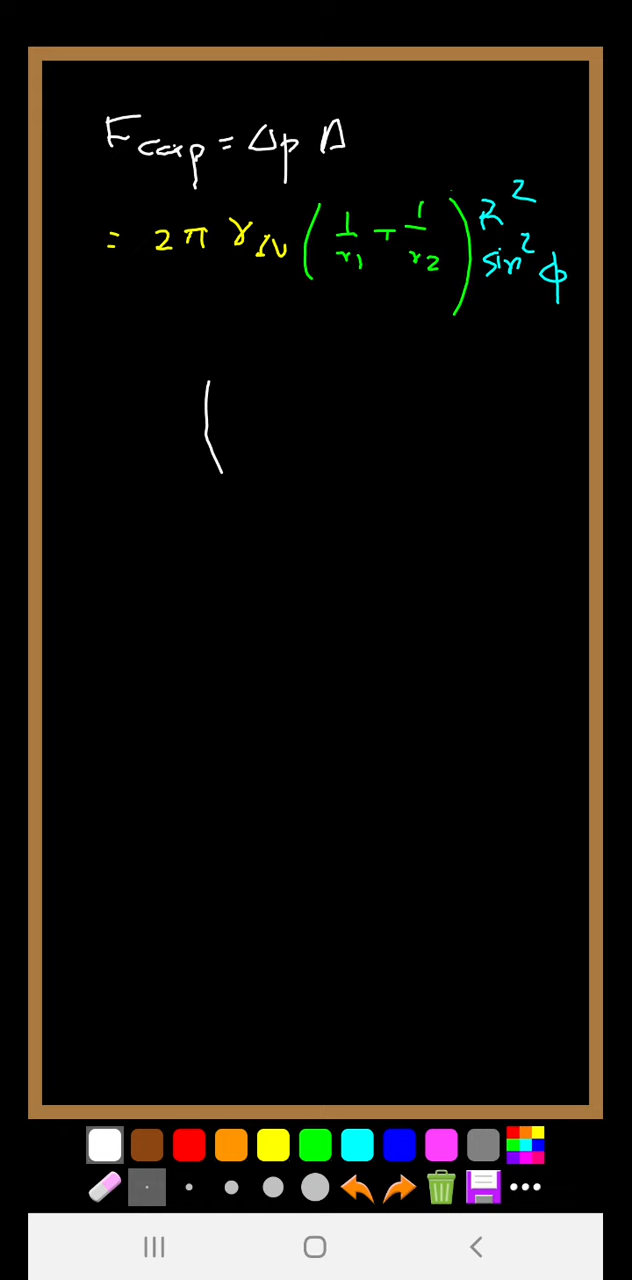 F_cap = Δp A
= 2π γ_lv ( 1/r1 + 1/r2 ) R² sin² φ
(